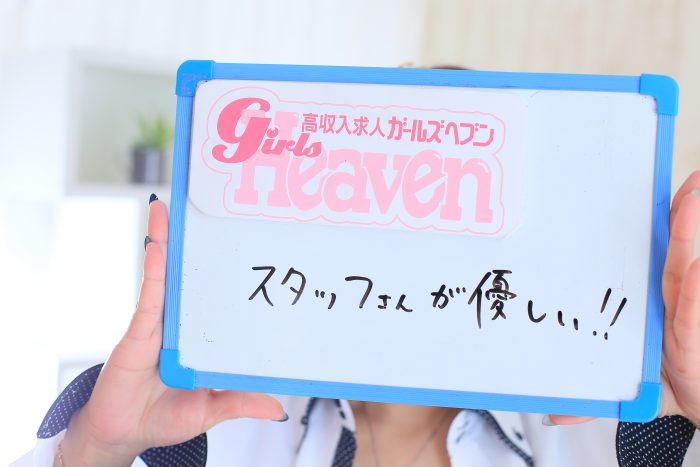 高収入求人ガールズヘブン
Girls
Heaven
スタッフさんが優しい!!